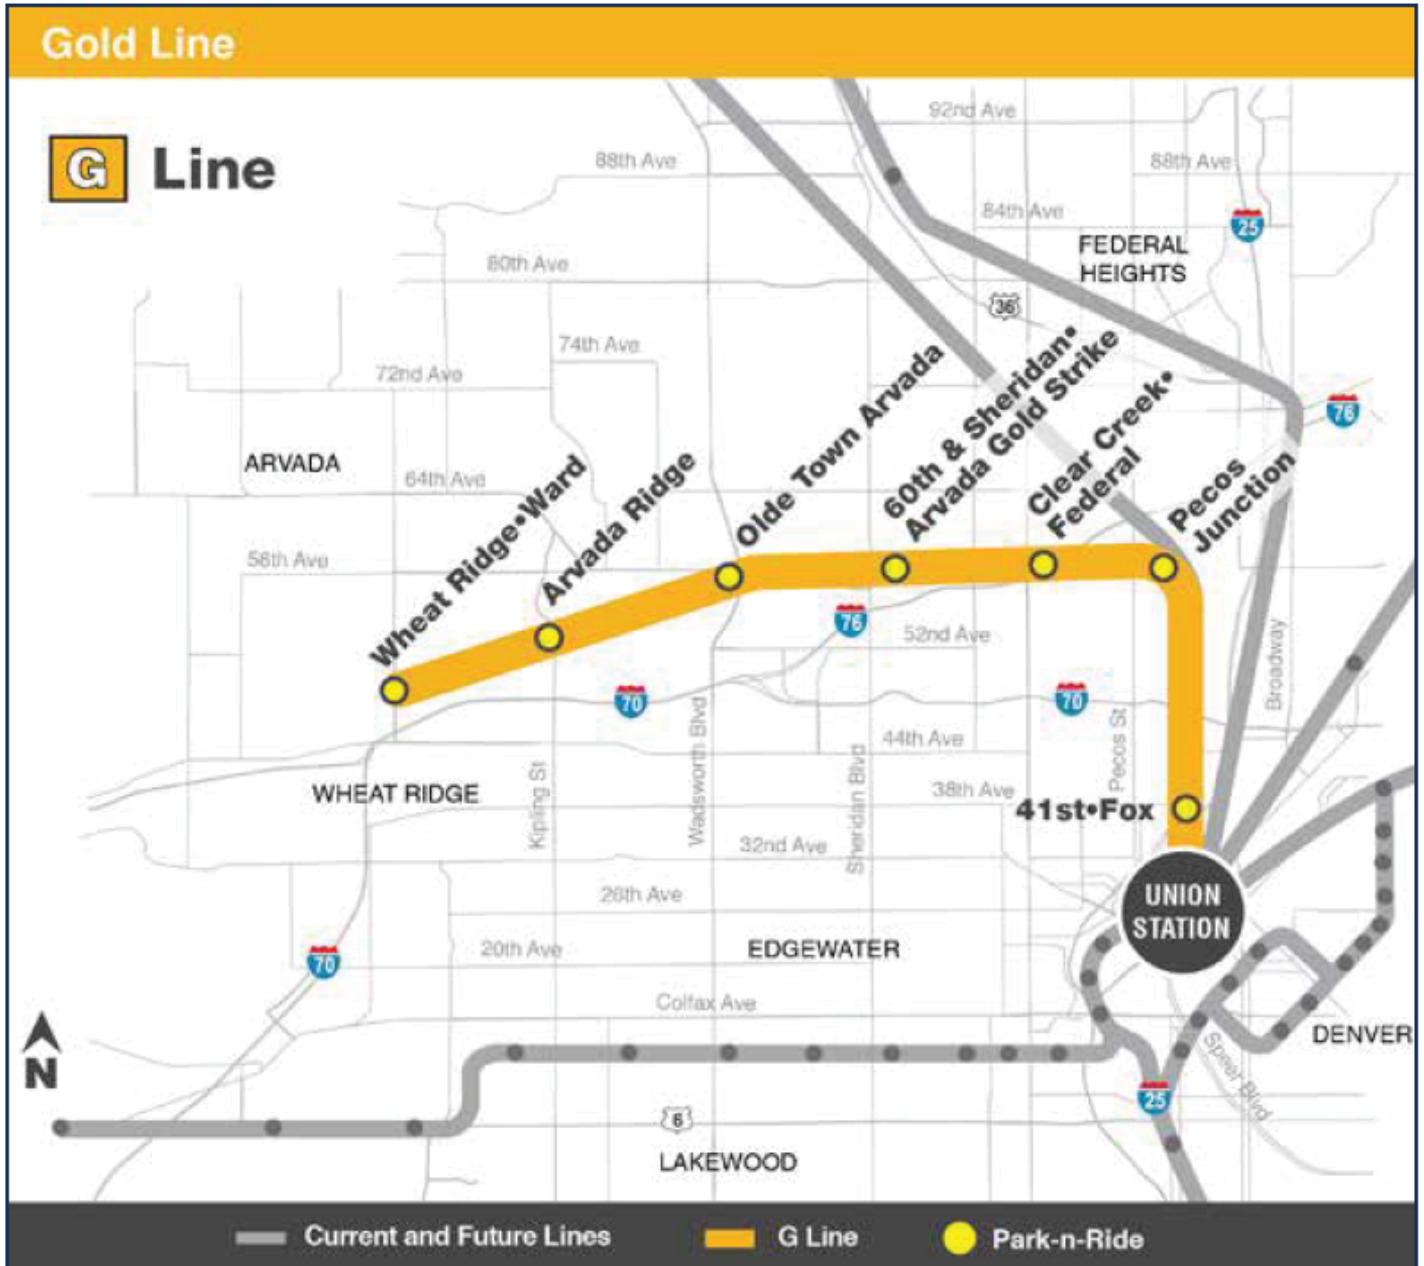 Gold Line
G Line
92nd Ave
88th Ave
88th Ave
84th Ave
25
FEDERAL
HEIGHTS
80th Ave
36
74th Ave
72nd Ave
76
ARVADA
64th Ave
Wheat Ridge•Ward
Arvada Ridge
Olde Town Arvada
60th & Sheridan•
Arvada Gold Strike
Clear Creek•
Federal
Pecos
Junction
58th Ave
76
52nd Ave
70
70
Broadway
Wadsworth Blvd
Pecos St
44th Ave
Sheridan Blvd
Kipling St
WHEAT RIDGE
38th Ave
41st•Fox
32nd Ave
UNION
STATION
26th Ave
20th Ave
EDGEWATER
70
Colfax Ave
N
DENVER
Speer Blvd
25
6
LAKEWOOD
Current and Future Lines
G Line
Park-n-Ride